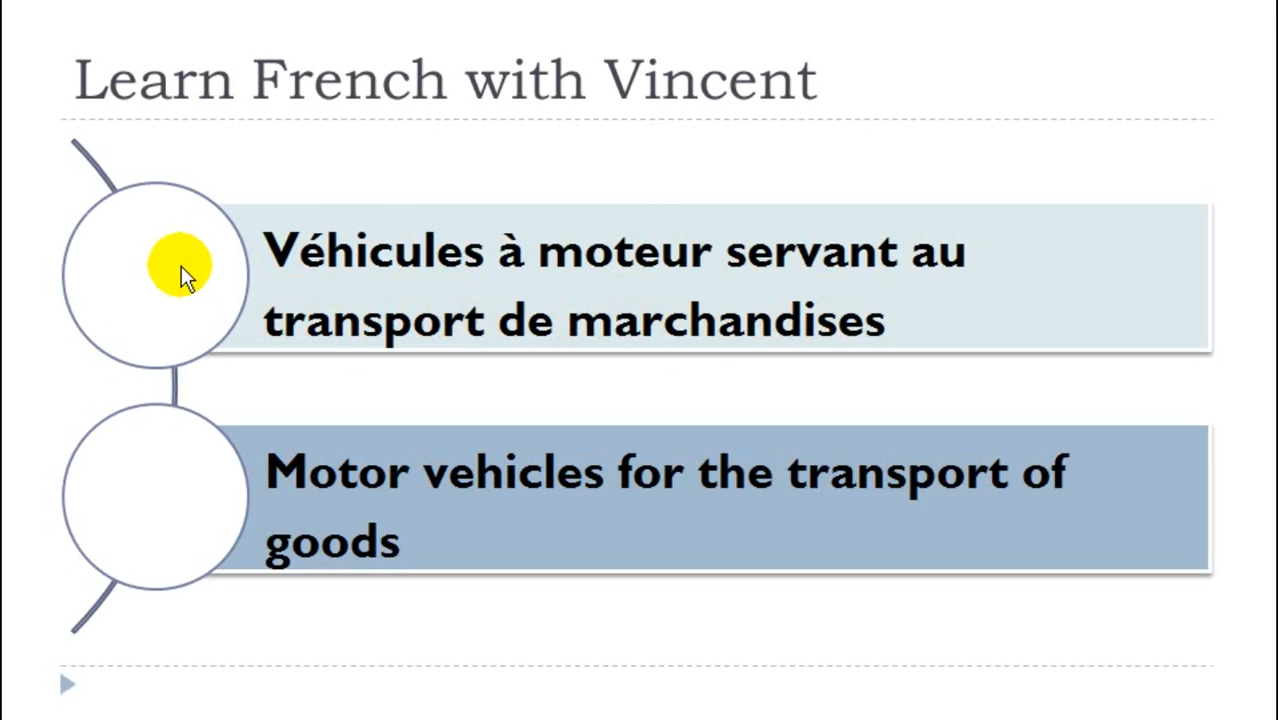 Learn French with Vincent
Véhicules à moteur servant au
transport de marchandises
Motor vehicles for the transport of
goods